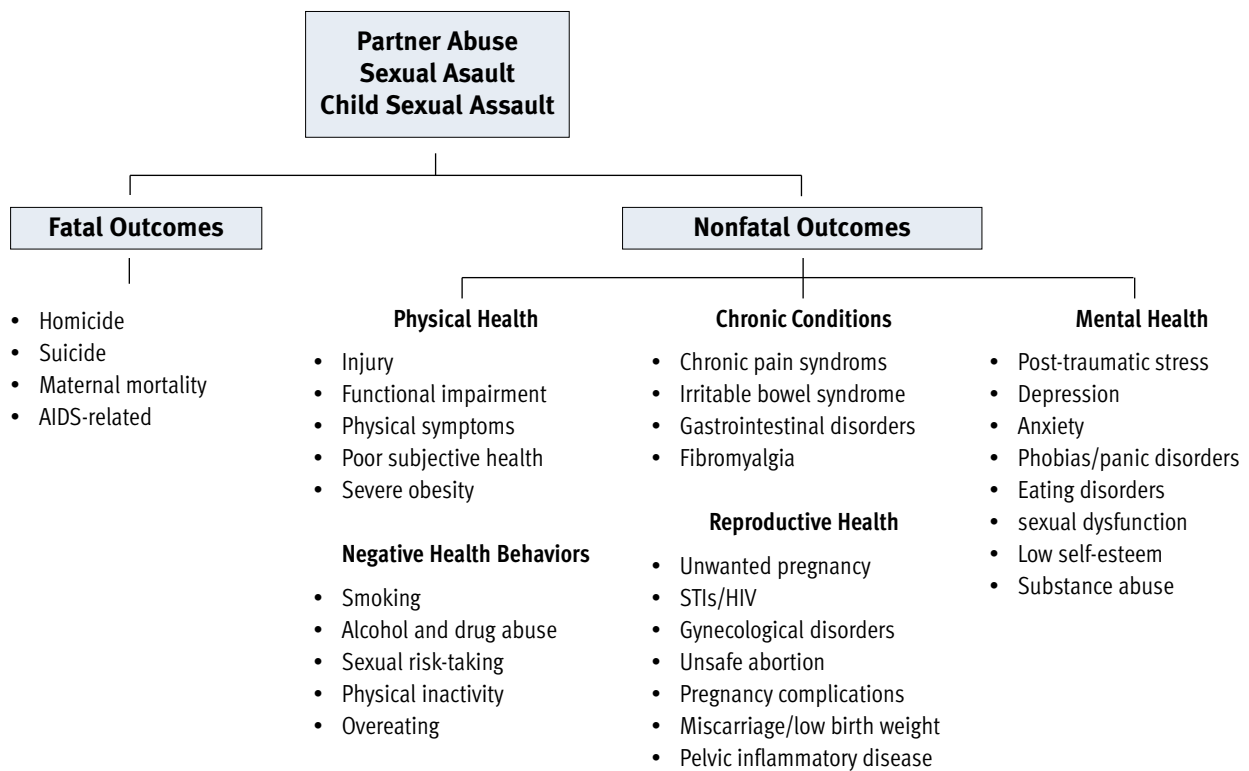 Partner Abuse
Sexual Asault
Child Sexual Assault
Fatal Outcomes
• Homicide
• Suicide
• Maternal mortality
• AIDS-related
Nonfatal Outcomes
Physical Health
• Injury
• Functional impairment
• Physical symptoms
• Poor subjective health
• Severe obesity
Negative Health Behaviors
• Smoking
• Alcohol and drug abuse
• Sexual risk-taking
• Physical inactivity
• Overeating
Chronic Conditions
• Chronic pain syndroms
• Irritable bowel syndrome
• Gastrointestinal disorders
• Fibromyalgia
Reproductive Health
• Unwanted pregnancy
• STIs/HIV
• Gynecological disorders
• Unsafe abortion
• Pregnancy complications
• Miscarriage/low birth weight
• Pelvic inflammatory disease
Mental Health
• Post-traumatic stress
• Depression
• Anxiety
• Phobias/panic disorders
• Eating disorders
• sexual dysfunction
• Low self-esteem
• Substance abuse